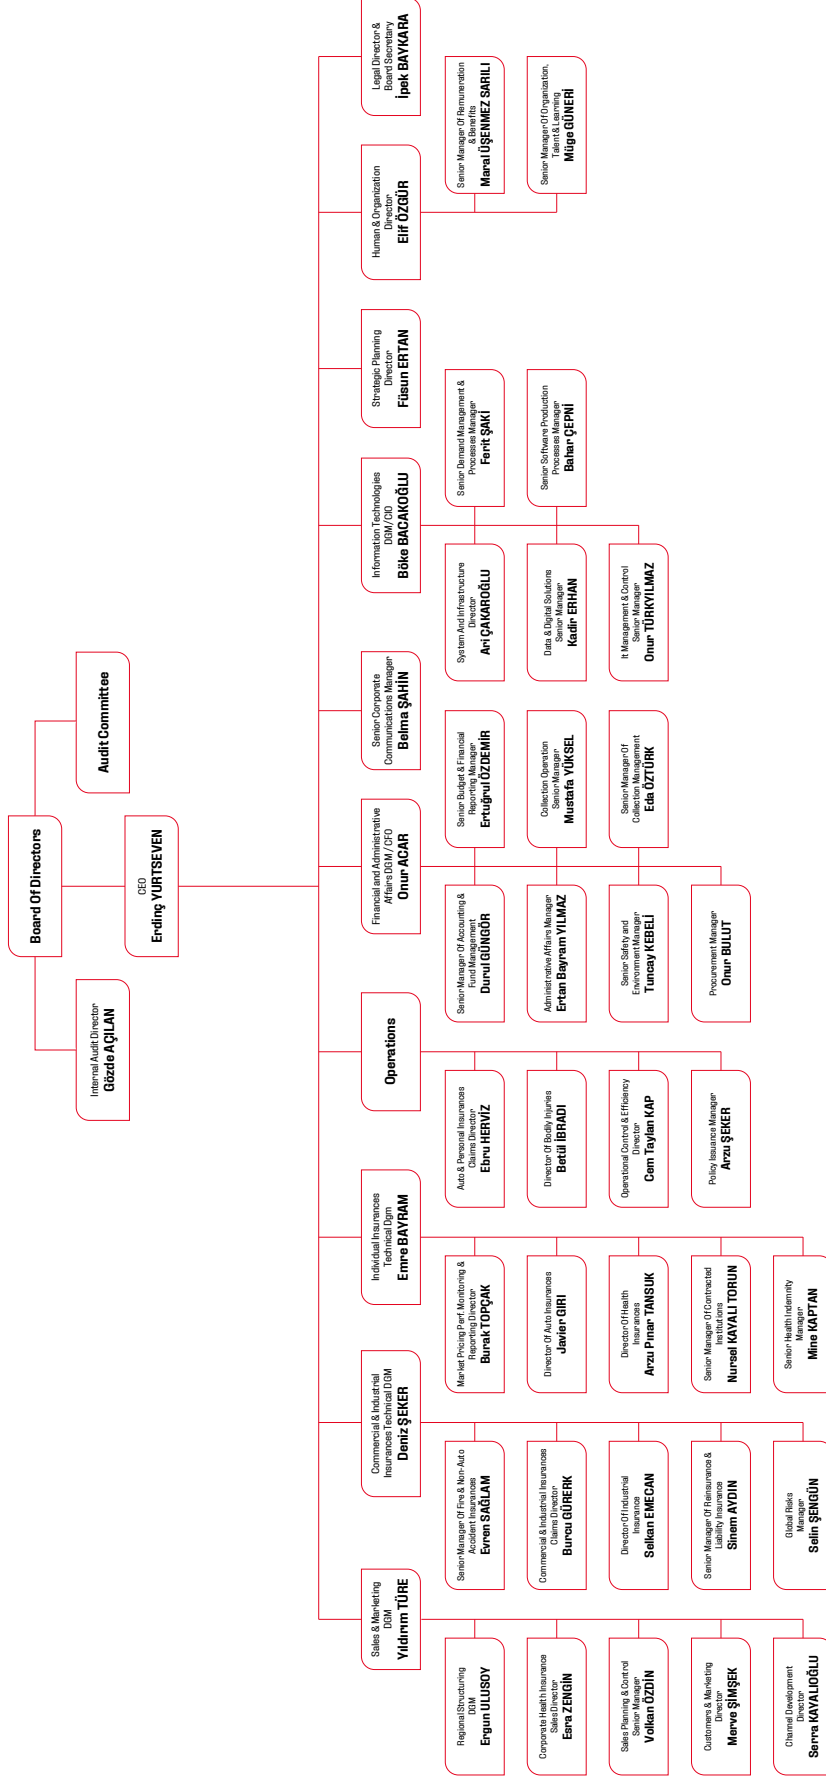 Board Of Directors
Internal Audit Director
Gözde AÇILAN
Audit Committee
CEO
Erdinç YURTSEVEN
Sales & Marketing
DGM
Yıldırım TÜRE
Commercial & Industrial
Insurances Technical DGM
Deniz ŞEKER
Individual Insurances
Technical Dgm
Emre BAYRAM
Operations
Financial and Administrative
Affairs DGM / CFO
Onur ACAR
Senior Corporate
Communications Manager
Belma ŞAHİN
Information Technologies
DGM/CIO
Böke BACAKOĞLU
Strategic Planning
Director
Füsun ERTAN
Human & Organization
Director
Elif ÖZGÜR
Legal Director &
Board Secretary
İpek BAYKARA
Regional Structuring
DGM
Ergun ULUSOY
Corporate Health Insurance
Sales Director
Esra ZENGİN
Sales Planning & Control
Senior Manager
Volkan ÖZDİN
Customers & Marketing
Director
Merve ŞİMŞEK
Channel Development
Director
Serra KAYALIOĞLU
Senior Manager Of Fire & Non-Auto
Accident Insurances
Evren SAĞLAM
Commercial & Industrial Insurances
Claims Director
Burcu GÜRERK
Director Of Industrial
Insurance
Selkan EMECAN
Senior Manager Of Reinsurance &
Liability Insurance
Sinem AYDIN
Global Risks
Manager
Selin ŞENGÜN
Market Pricing Perf. Monitoring &
Reporting Director
Burak TOPÇAK
Director Of Auto Insurances
Javier GIRI
Director Of Health
Insurances
Arzu Pınar TANSUK
Senior Manager Of Contracted
Institutions
Nursel KAYALI TORUN
Senior Health Indemnity
Manager
Mine KAPTAN
Auto & Personal Insurances
Claims Director
Ebru HERVİZ
Director Of Bodily Injuries
Betül İBRADI
Operational Control & Efficiency
Director
Cem Taylan KAP
Policy Issuance Manager
Arzu ŞEKER
Senior Manager Of Accounting &
Fund Management
Durul GÜNGÖR
Senior Budget & Financial
Reporting Manager
Ertuğrul ÖZDEMİR
Administrative Affairs Manager
Ertan Bayram YILMAZ
Collection Operation
Senior Manager
Mustafa YÜKSEL
Senior Safety and
Environment Manager
Tuncay KEBELİ
Senior Manager Of
Collection Management
Eda ÖZTÜRK
Procurement Manager
Onur BULUT
System And Infrastructure
Director
Ari ÇAKAROĞLU
Senior Demand Management &
Processes Manager
Ferit ŞAKİ
Data & Digital Solutions
Senior Manager
Kadir ERHAN
Senior Software Production
Processes Manager
Bahar ÇEPNİ
It Management & Control
Senior Manager
Onur TÜRKYILMAZ
Senior Manager Of Remuneration
& Benefits
Maral ÜŞENMEZ SARILI
Senior Manager Of Organization,
Talent & Learning
Müge GÜNERİ